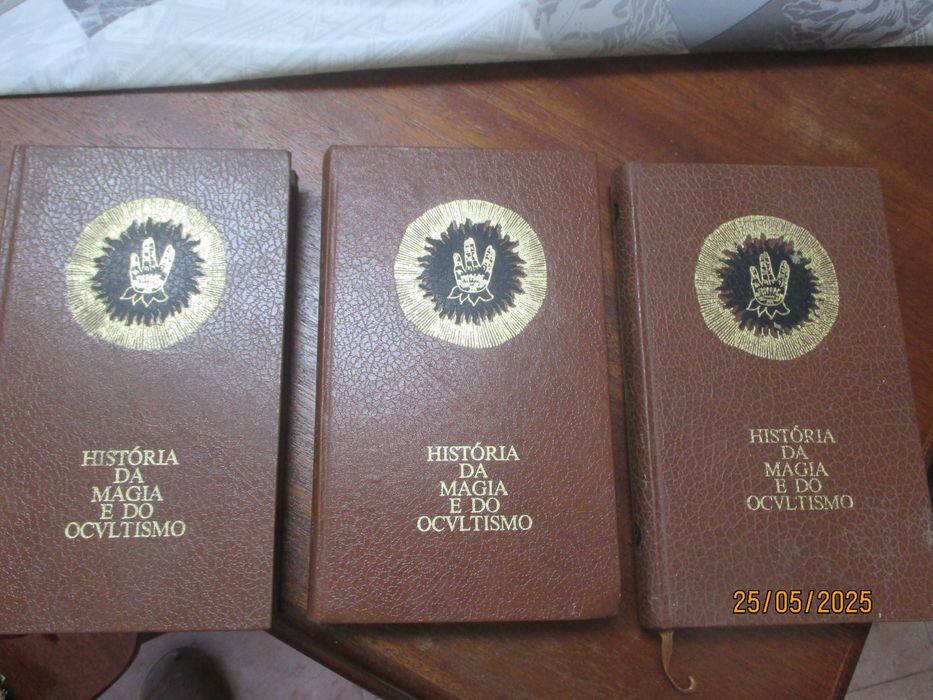 HISTÓRIA
DA
MAGIA
E DO
OCVLTISMO
HISTÓRIA
DA
MAGIA
E DO
OCVLTISMO
HISTÓRIA
DA
MAGIA
E DO
OCVLTISMO
25/05/2025